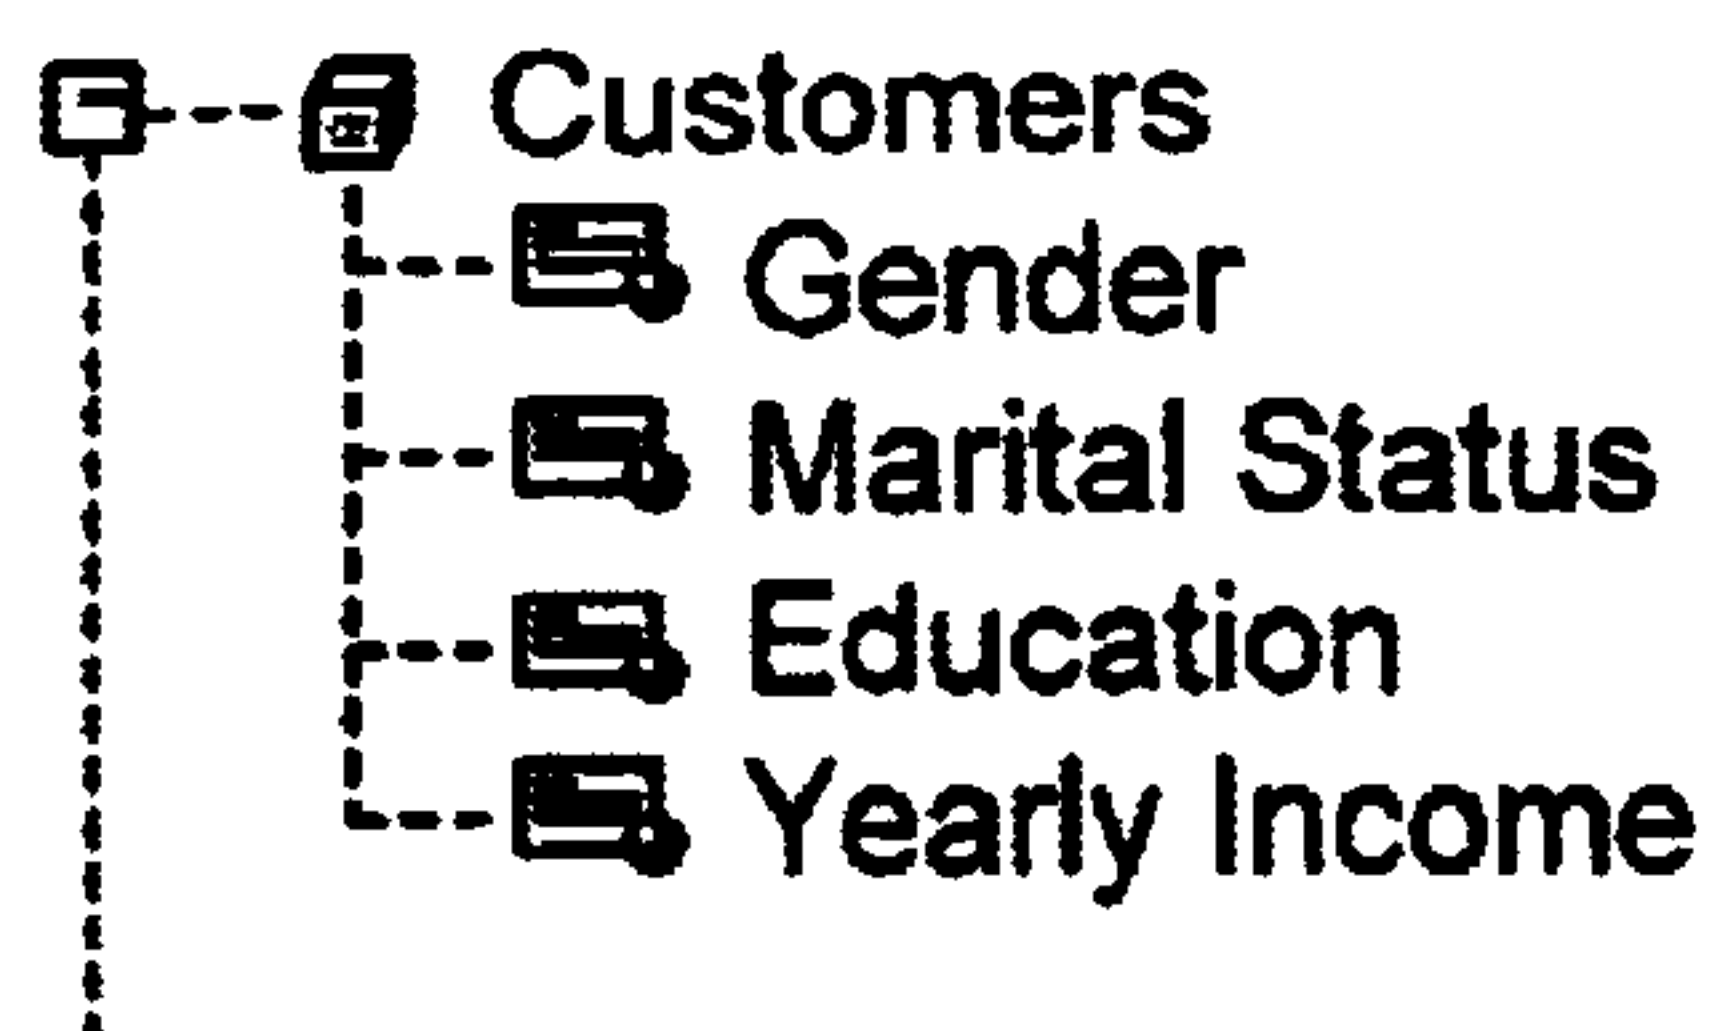 Customers
Gender
Marital Status
Education
Yearly Income